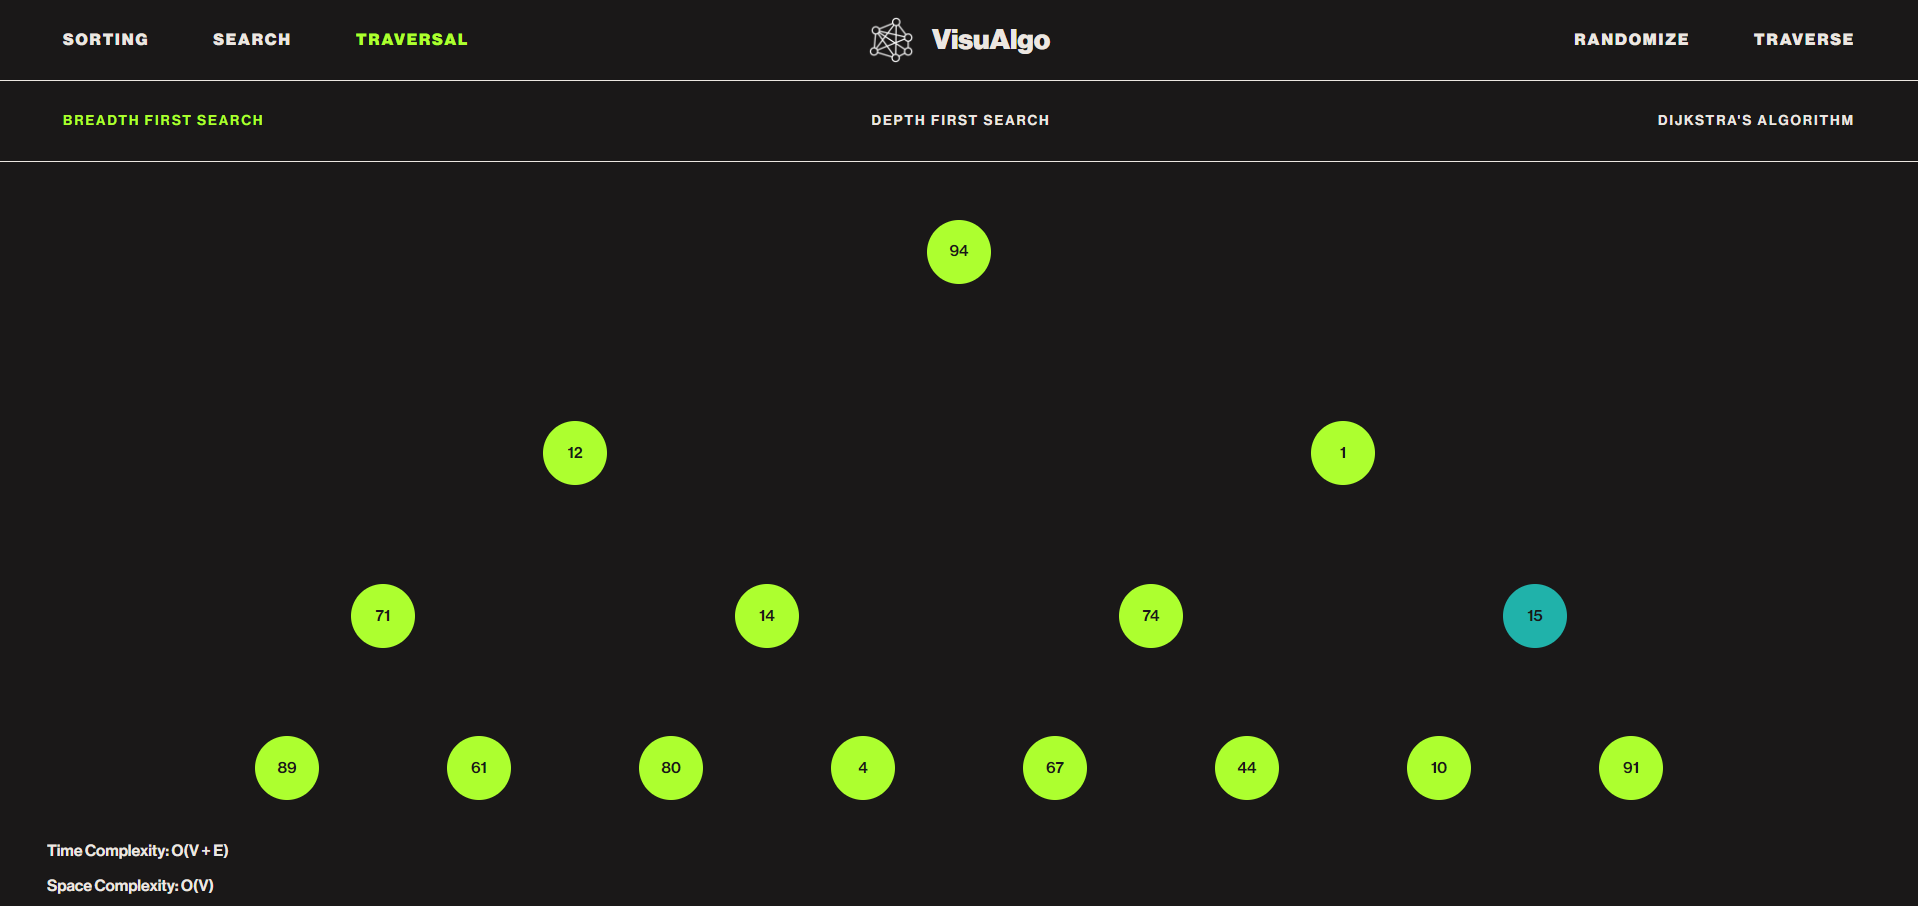 SORTING SEARCH TRAVERSAL VisuAlgo RANDOMIZE TRAVERSE
BREADTH FIRST SEARCH DEPTH FIRST SEARCH DIJKSTRA'S ALGORITHM
94
12 1
71 14 74 15
89 61 80 4 67 44 10 91
Time Complexity: O(V + E)
Space Complexity: O(V)